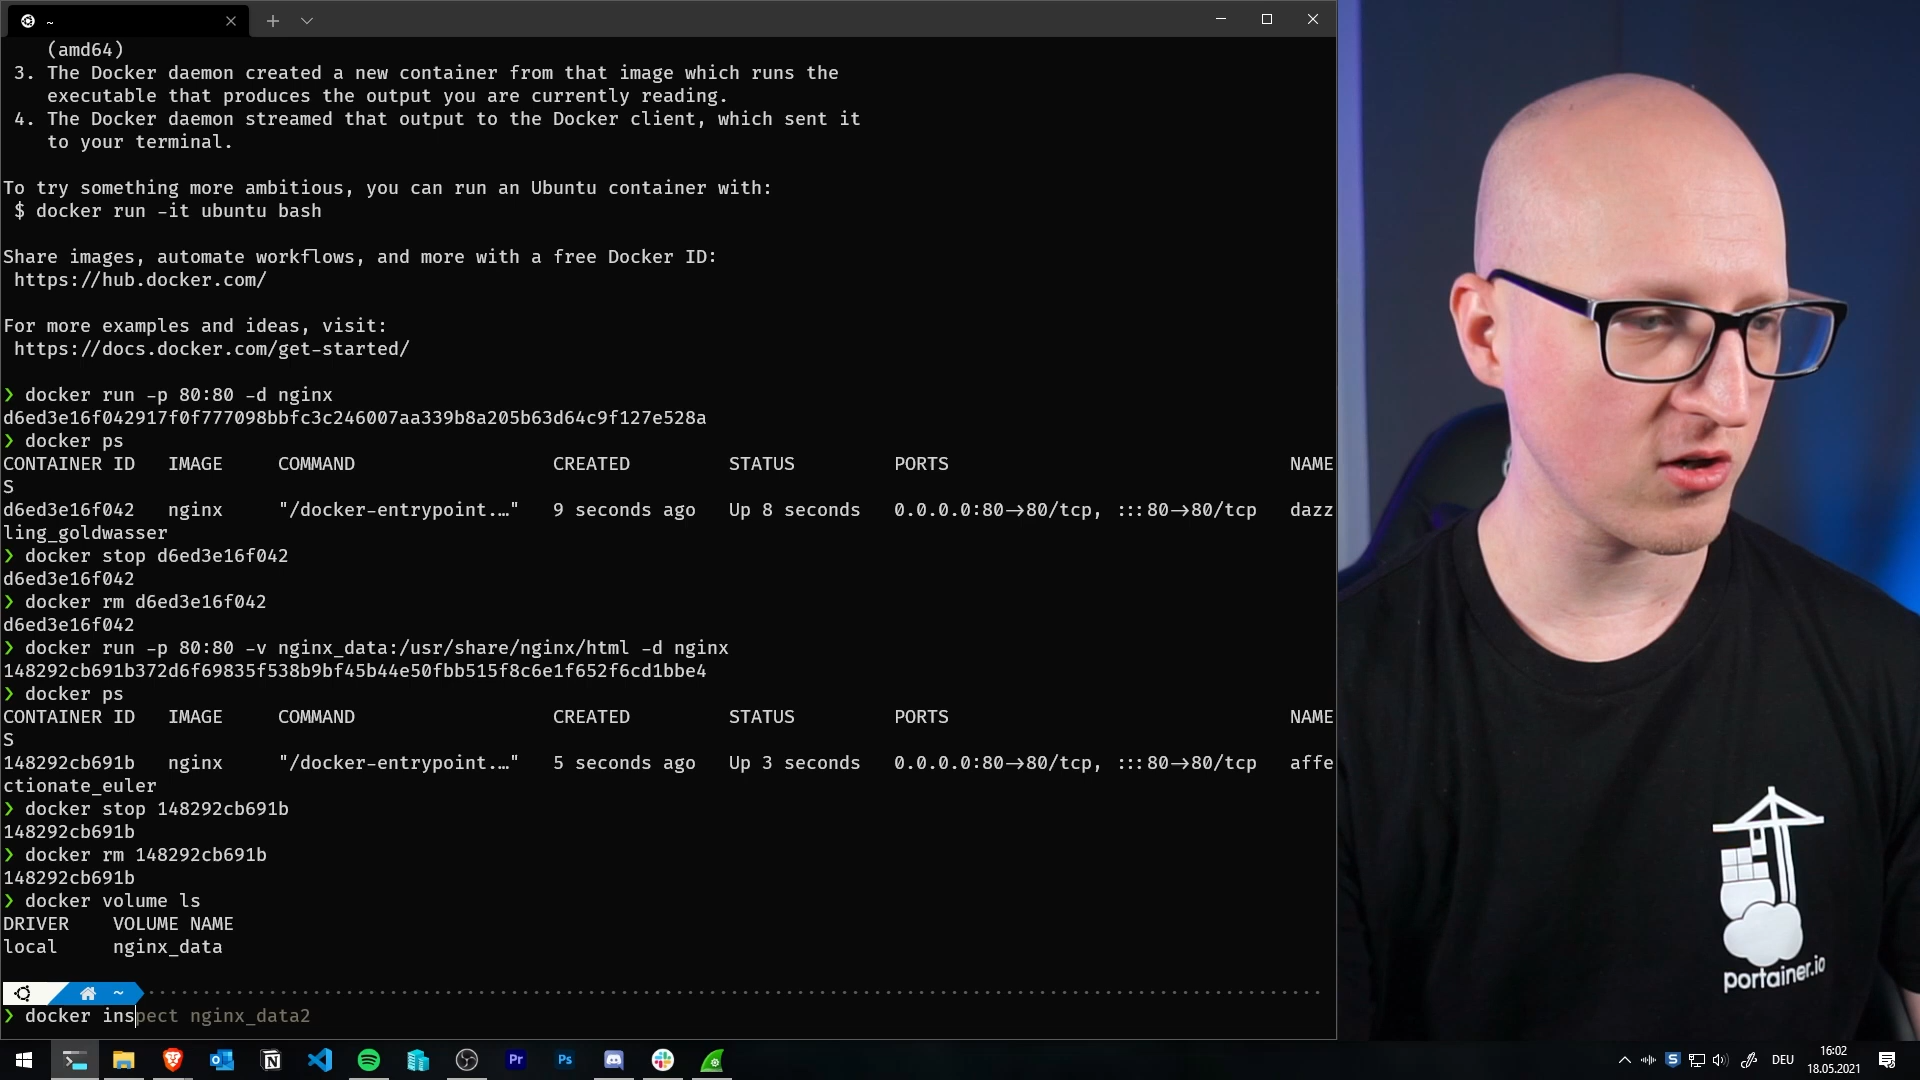 ~
(amd64)
3. The Docker daemon created a new container from that image which runs the
executable that produces the output you are currently reading.
4. The Docker daemon streamed that output to the Docker client, which sent it
to your terminal.
To try something more ambitious, you can run an Ubuntu container with:
$ docker run -it ubuntu bash
Share images, automate workflows, and more with a free Docker ID:
https://hub.docker.com/
For more examples and ideas, visit:
https://docs.docker.com/get-started/
❯ docker run -p 80:80 -d nginx
d6ed3e16f042917f0f777098bbfc3c246007aa339b8a205b63d64c9f127e528a
❯ docker ps
CONTAINER ID IMAGE COMMAND CREATED STATUS PORTS NAME
S
d6ed3e16f042 nginx "/docker-entrypoint.…" 9 seconds ago Up 8 seconds 0.0.0.0:80->80/tcp, :::80->80/tcp dazz
ling_goldwasser
❯ docker stop d6ed3e16f042
d6ed3e16f042
❯ docker rm d6ed3e16f042
d6ed3e16f042
❯ docker run -p 80:80 -v nginx_data:/usr/share/nginx/html -d nginx
148292cb691b372d6f69835f538b9bf45b44e50fbb515f8c6e1f652f6cd1bbe4
❯ docker ps
CONTAINER ID IMAGE COMMAND CREATED STATUS PORTS NAME
S
148292cb691b nginx "/docker-entrypoint.…" 5 seconds ago Up 3 seconds 0.0.0.0:80->80/tcp, :::80->80/tcp affe
ctionate_euler
❯ docker stop 148292cb691b
148292cb691b
❯ docker rm 148292cb691b
148292cb691b
❯ docker volume ls
DRIVER VOLUME NAME
local nginx_data
~
❯ docker inspect nginx_data2
portainer.io
Pr
Ps
DEU
16:02
18.05.2021